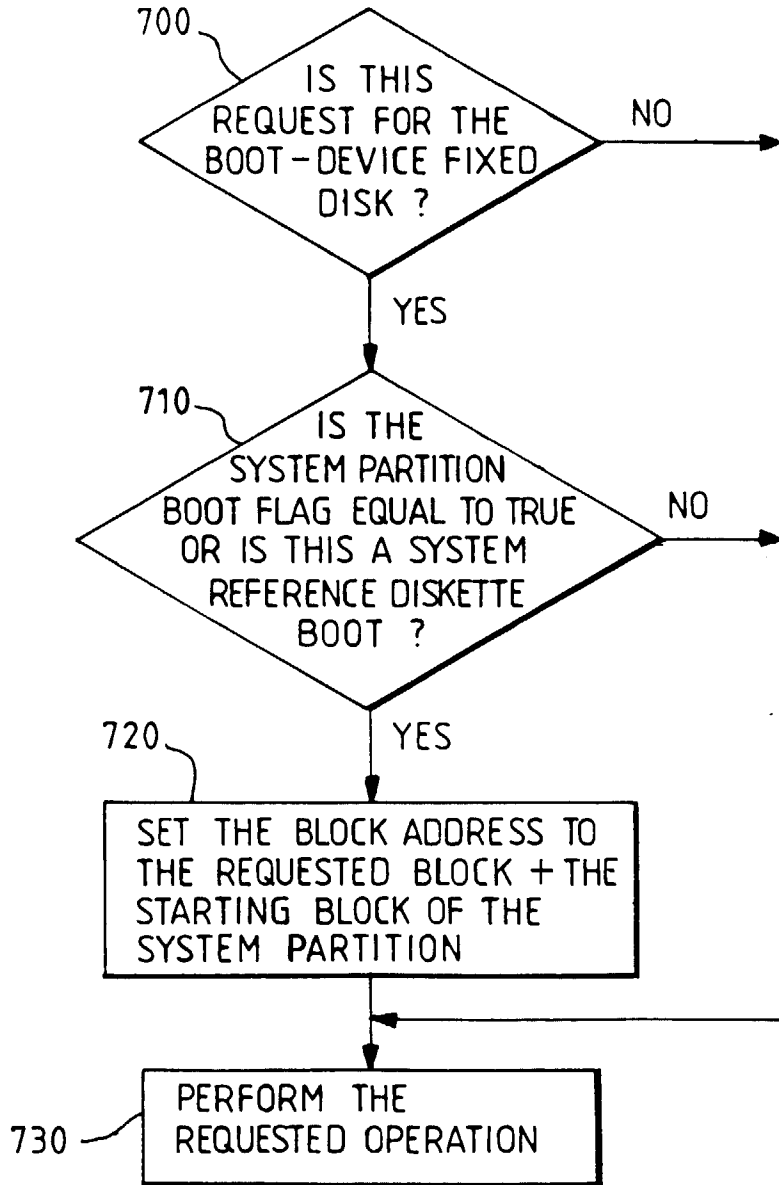 700
IS THIS
REQUEST FOR THE
BOOT-DEVICE FIXED
DISK ?
NO
YES
710
IS THE
SYSTEM PARTITION
BOOT FLAG EQUAL TO TRUE
OR IS THIS A SYSTEM
REFERENCE DISKETTE
BOOT ?
NO
YES
720
SET THE BLOCK ADDRESS TO
THE REQUESTED BLOCK + THE
STARTING BLOCK OF THE
SYSTEM PARTITION
PERFORM THE
REQUESTED OPERATION
730